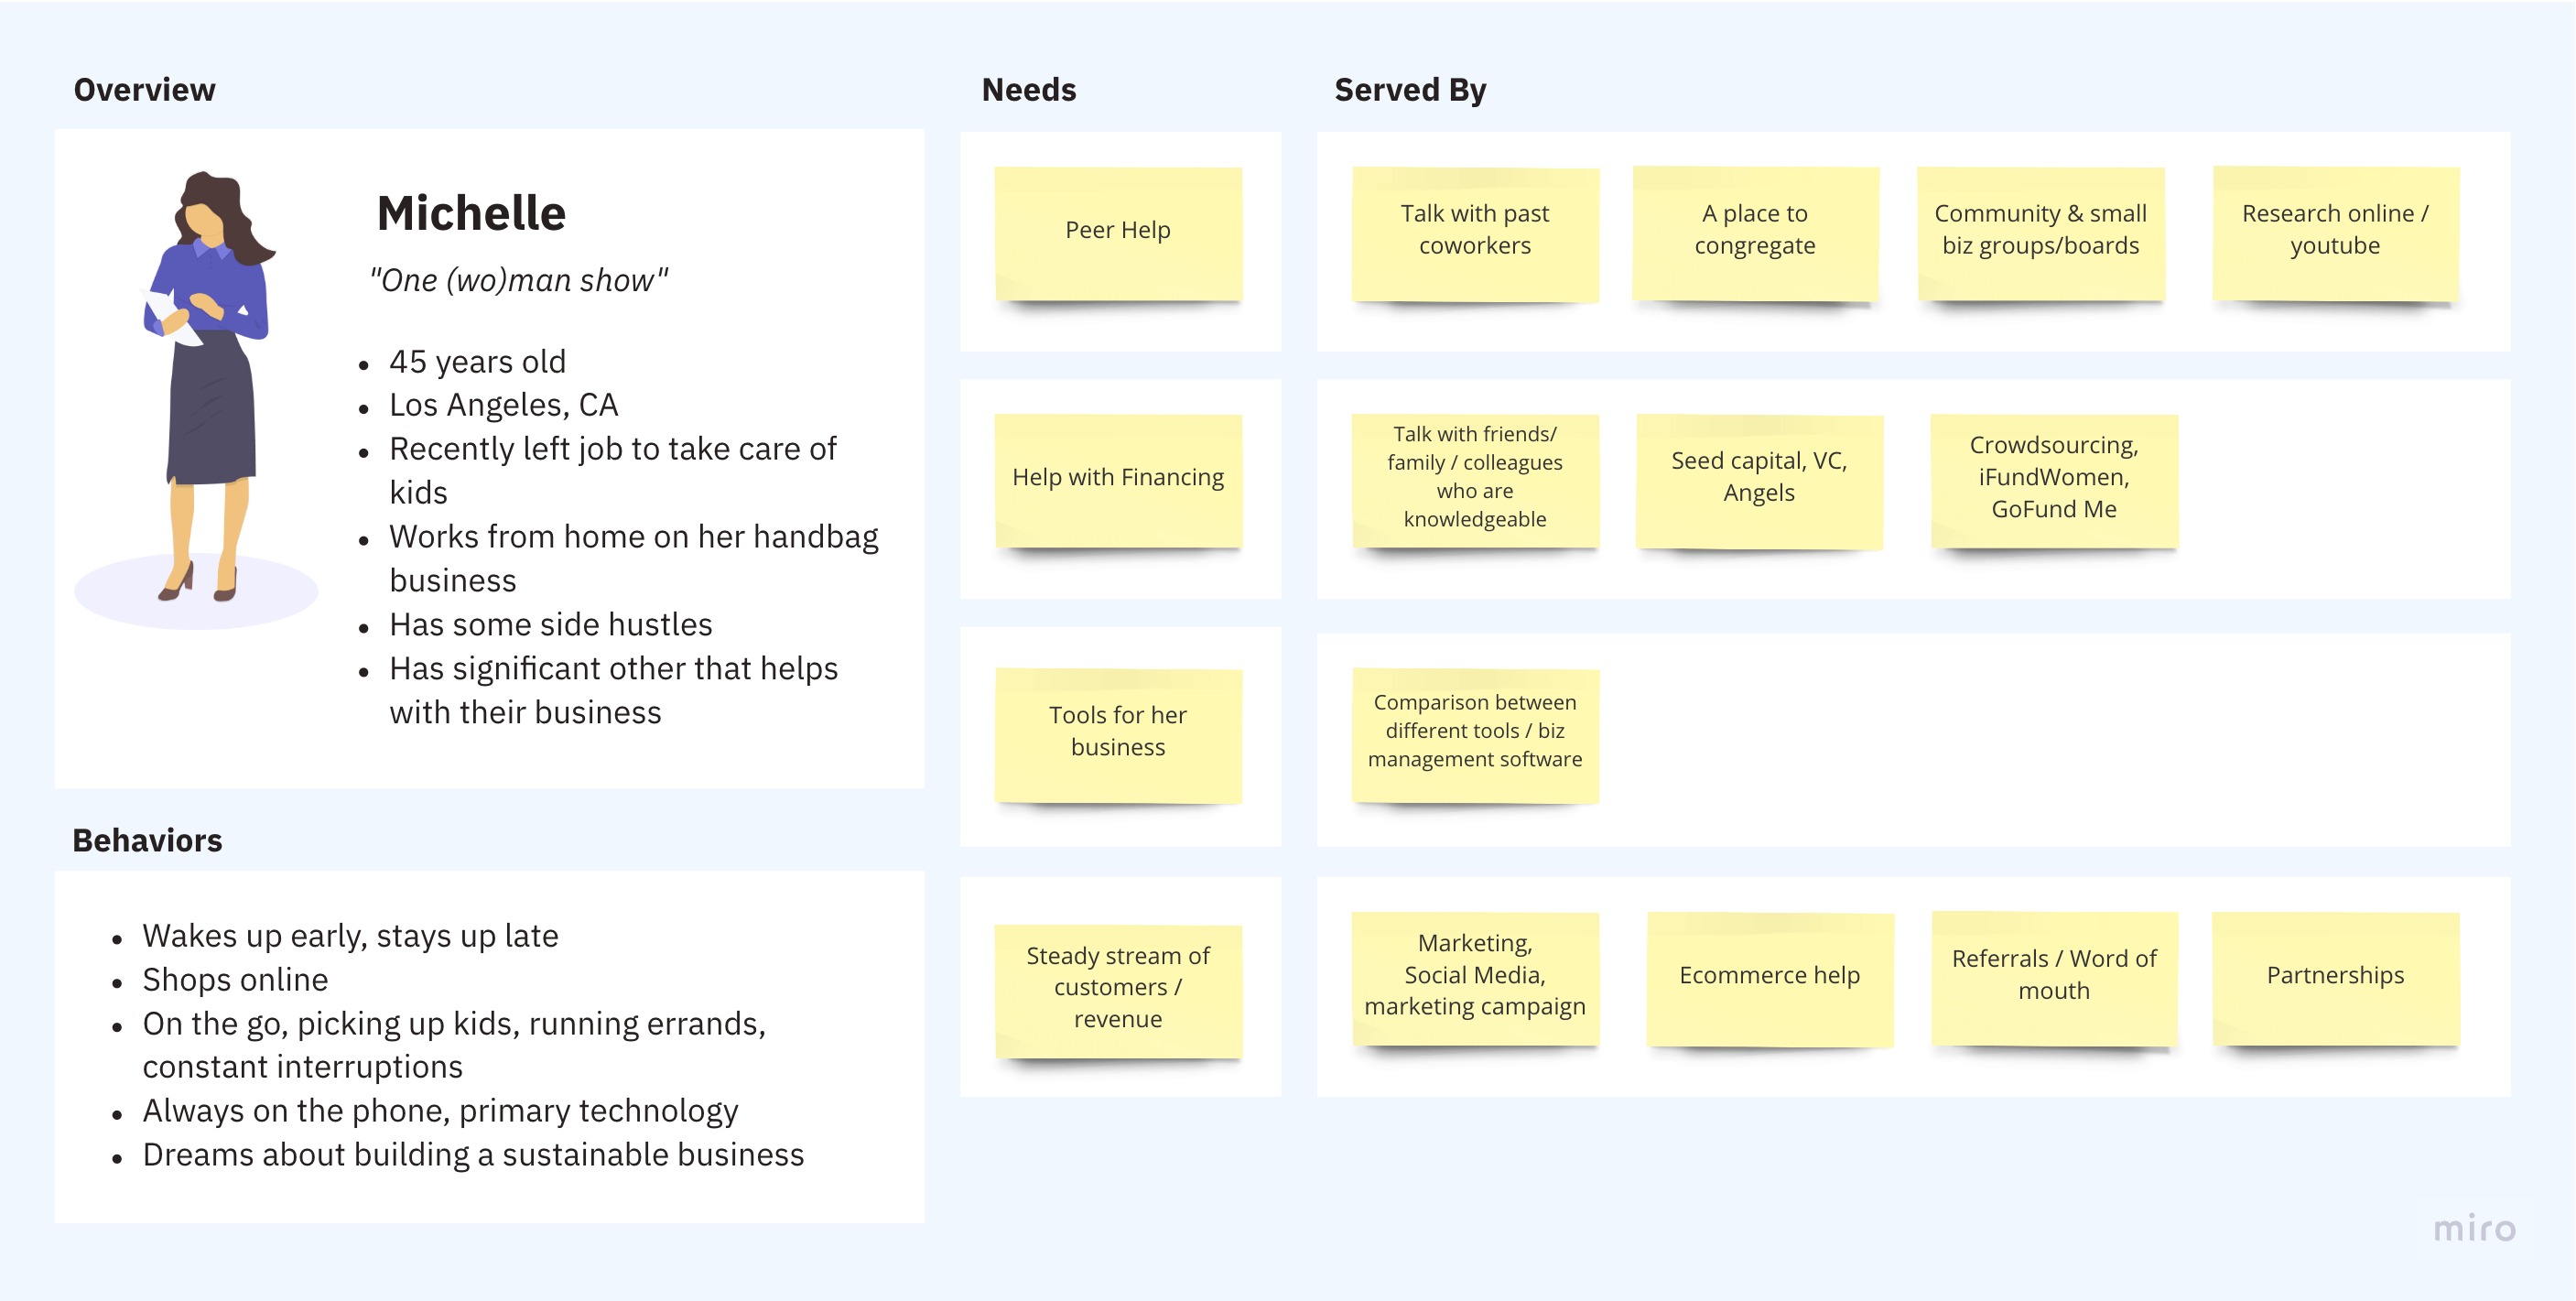 Overview
Michelle
"One (wo)man show"
• 45 years old
• Los Angeles, CA
• Recently left job to take care of
kids
• Works from home on her handbag
business
• Has some side hustles
• Has significant other that helps
with their business
Behaviors
• Wakes up early, stays up late
• Shops online
• On the go, picking up kids, running errands,
constant interruptions
• Always on the phone, primary technology
• Dreams about building a sustainable business
Needs
Served By
Peer Help
Talk with past
coworkers
A place to
congregate
Community & small
biz groups/boards
Research online /
youtube
Help with Financing
Talk with friends/
family / colleagues
who are
knowledgeable
Seed capital, VC,
Angels
Crowdsourcing,
iFundWomen,
GoFund Me
Tools for her
business
Comparison between
different tools / biz
management software
Steady stream of
customers /
revenue
Marketing,
Social Media,
marketing campaign
Ecommerce help
Referrals / Word of
mouth
Partnerships
miro